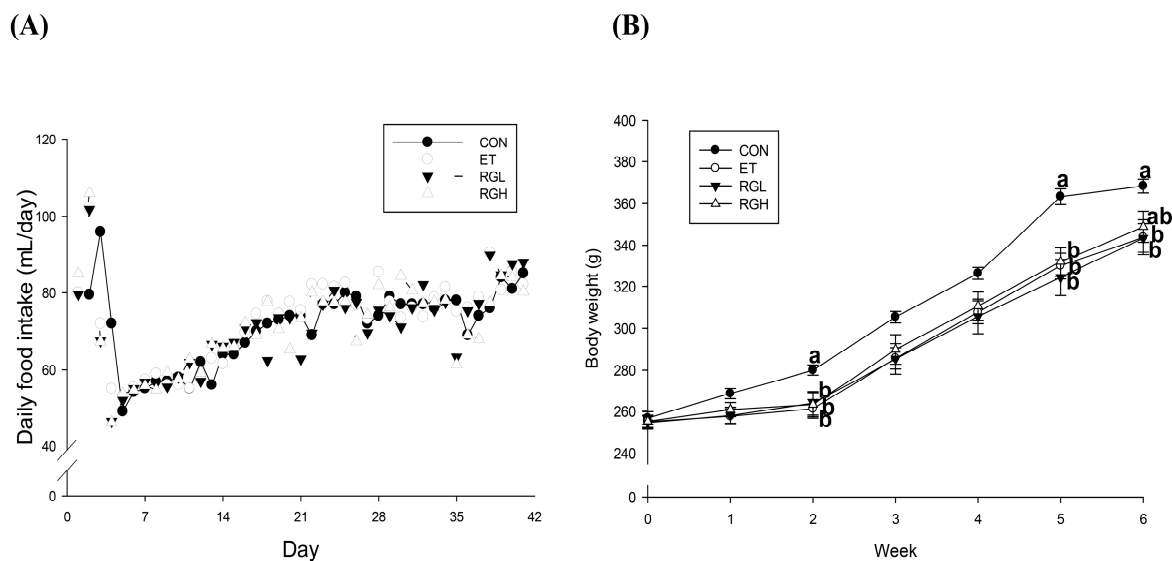 (A)
120
100
80
60
40
0
0 7 14 21 28 35 42
Daily food intake (mL/day)
Day
CON
ET
RGL
RGH
(B)
400
380
360
340
320
300
280
260
240
0
0 1 2 3 4 5 6
Body weight (g)
Week
CON
ET
RGL
RGH
a
b
b
a
b
b
b
a
ab
b
b